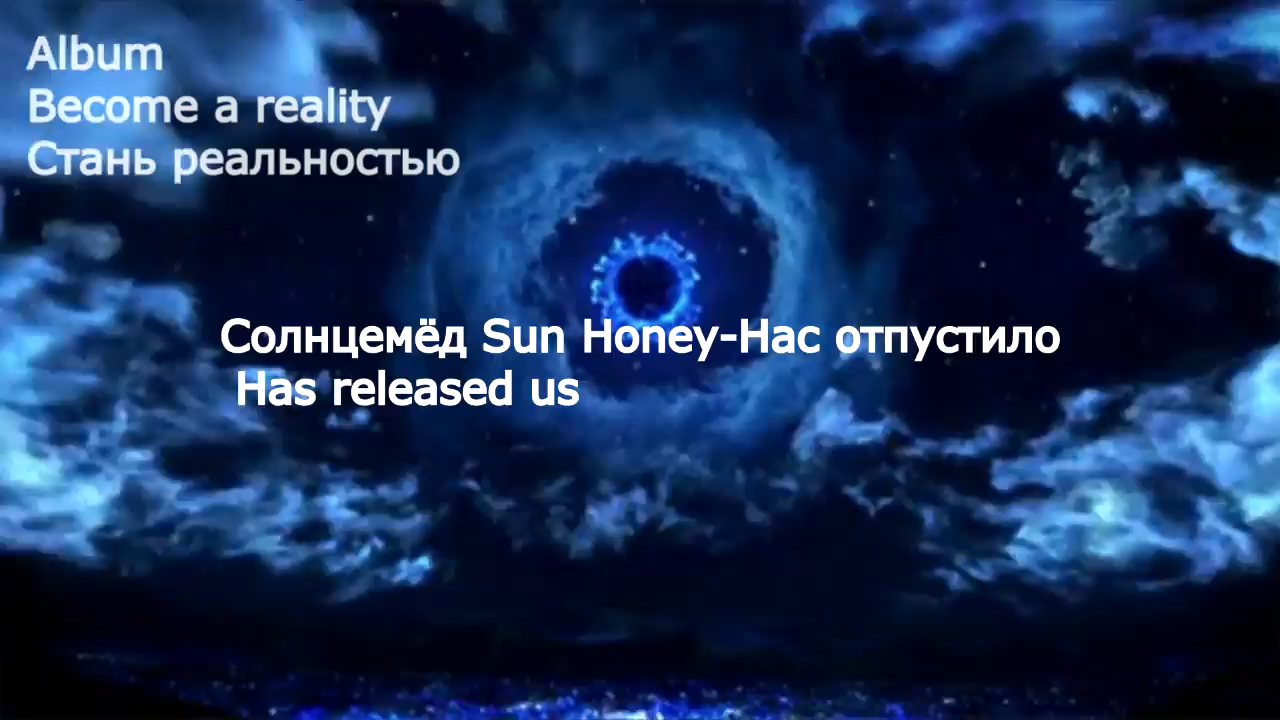 Album
Become a reality
Стань реальностью
Солнцемёд Sun Honey-Нас отпустило
Has released us